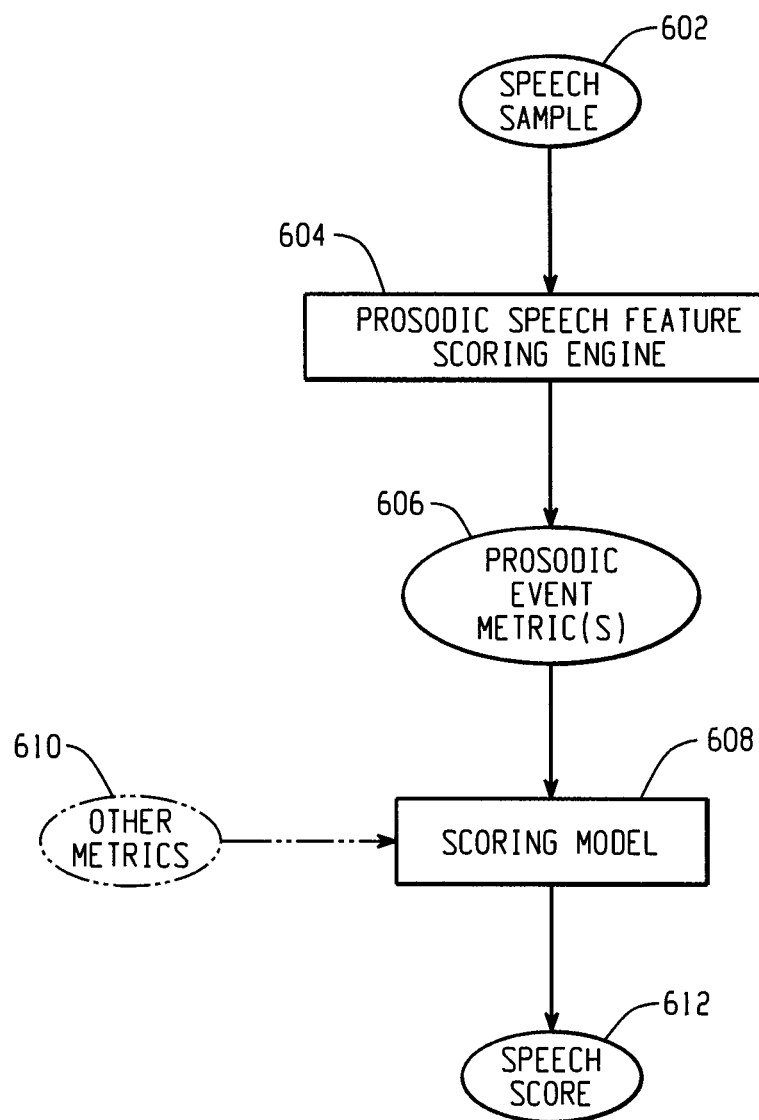 602
SPEECH
SAMPLE
604
PROSODIC SPEECH FEATURE
SCORING ENGINE
606
PROSODIC
EVENT
METRIC(S)
610
608
OTHER
METRICS
SCORING MODEL
612
SPEECH
SCORE